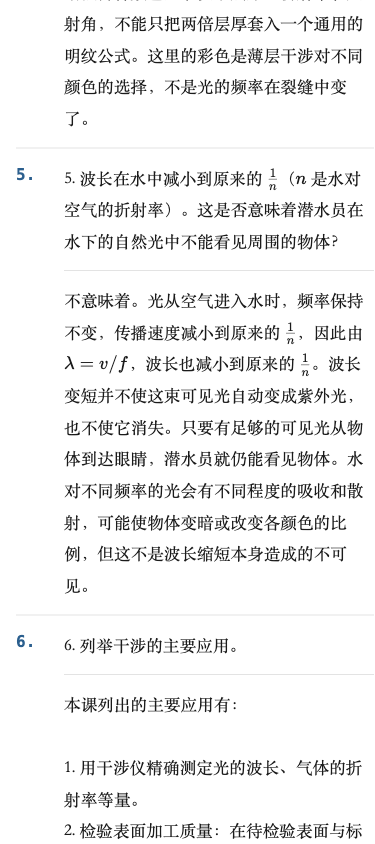 射角，不能只把两倍层厚套入一个通用的
明纹公式。这里的彩色是薄层干涉对不同
颜色的选择，不是光的频率在裂缝中变
了。
5. 5. 波长在水中减小到原来的 1/n（n 是水对
空气的折射率）。这是否意味着潜水员在
水下的自然光中不能看见周围的物体？
不意味着。光从空气进入水时，频率保持
不变，传播速度减小到原来的 1/n，因此由
λ = v/f，波长也减小到原来的 1/n。波长
变短并不使这束可见光自动变成紫外光，
也不使它消失。只要有足够的可见光从物
体到达眼睛，潜水员就仍能看见物体。水
对不同频率的光会有不同程度的吸收和散
射，可能使物体变暗或改变各颜色的比
例，但这不是波长缩短本身造成的不可
见。
6. 6. 列举干涉的主要应用。
本课列出的主要应用有：
1. 用干涉仪精确测定光的波长、气体的折
射率等量。
2. 检验表面加工质量：在待检验表面与标